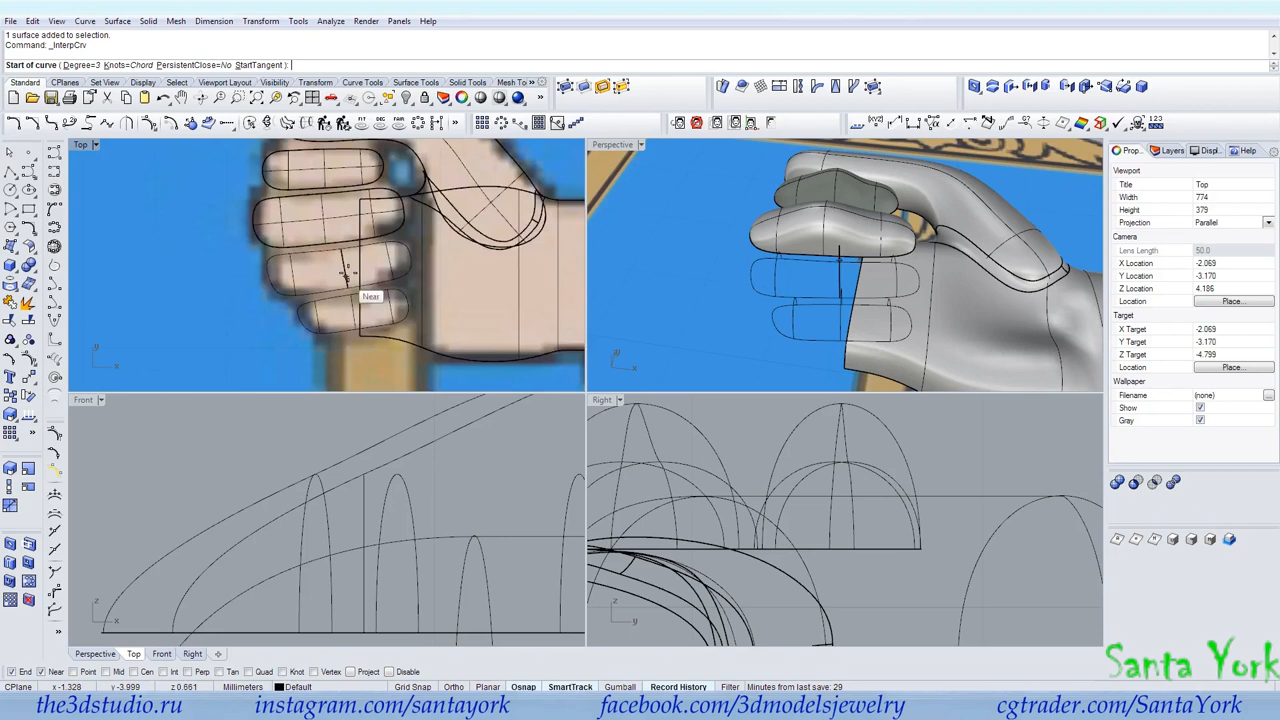 File Edit View Curve Surface Solid Mesh Dimension Transform Tools Analyze Render Panels Help
1 surface added to selection.
Command: _InterpCrv
Start of curve ( Degree=3 Knots=Chord PersistentClose=No StartTangent ):
Standard CPlanes Set View Display Select Viewport Layout Visibility Transform Curve Tools Surface Tools Solid Tools Mesh To
Top
Perspective
Near
Front
Right
Prop... Layers Displ... Help
Viewport
Title Top
Width 774
Height 379
Projection Parallel
Camera
Lens Length 50.0
X Location -2.069
Y Location -3.170
Z Location 4.186
Location Place...
Target
X Target -2.069
Y Target -3.170
Z Target -4.799
Location Place...
Wallpaper
Filename (none)
Show
Gray
y
x
y
x
z
x
z
y
Perspective Top Front Right
End Near Point Mid Cen Int Perp Tan Quad Knot Vertex Project Disable
CPlane x -1.328 y -3.999 z 0.661 Millimeters Default Grid Snap Ortho Planar Osnap SmartTrack Gumball Record History Filter Minutes from last save: 29
Santa York
the3dstudio.ru instagram.com/santayork facebook.com/3dmodelsjewelry cgtrader.com/SantaYork